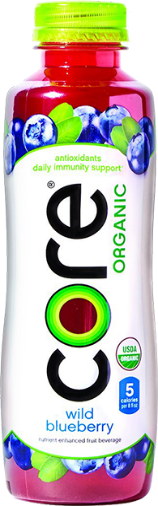 antioxidants
daily immunity support*
core®
ORGANIC
USDA
ORGANIC
5
calories
per 8 fl oz
wild
blueberry
nutrient enhanced fruit beverage